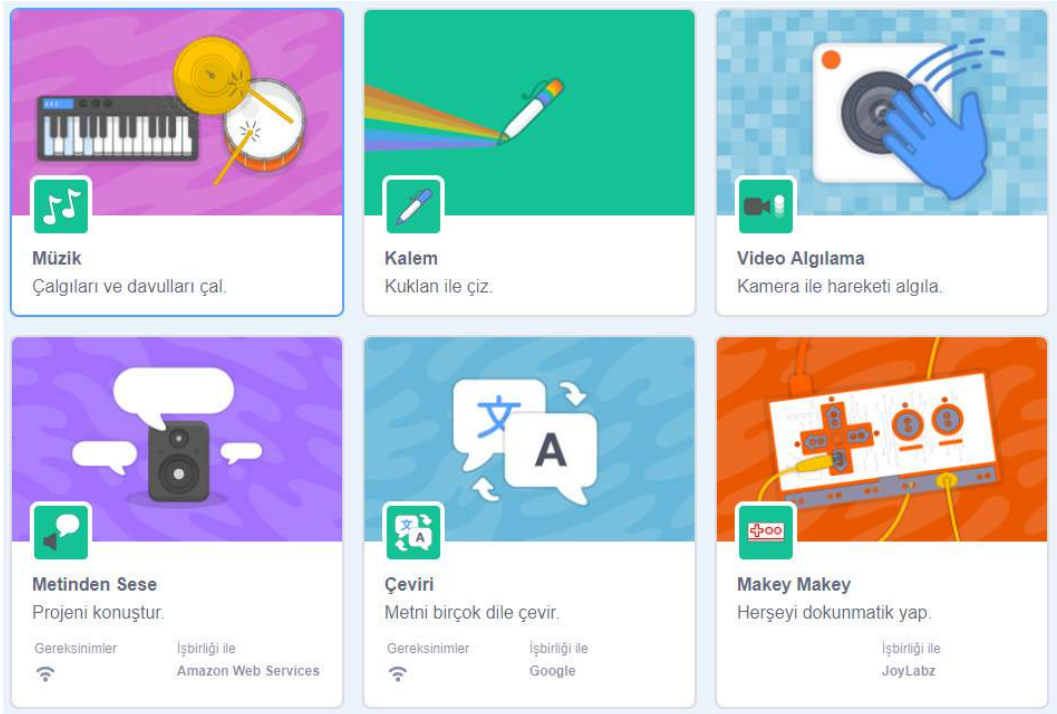 Müzik
Çalgıları ve davulları çal.
Kalem
Kuklan ile çiz.
Video Algılama
Kamera ile hareketi algıla.
文
A
文
A
Metinden Sese
Projeni konuştur.
Gereksinimler İşbirliği ile
Amazon Web Services
Çeviri
Metni birçok dile çevir.
Gereksinimler İşbirliği ile
Google
Makey Makey
Herşeyi dokunmatik yap.
İşbirliği ile
JoyLabz